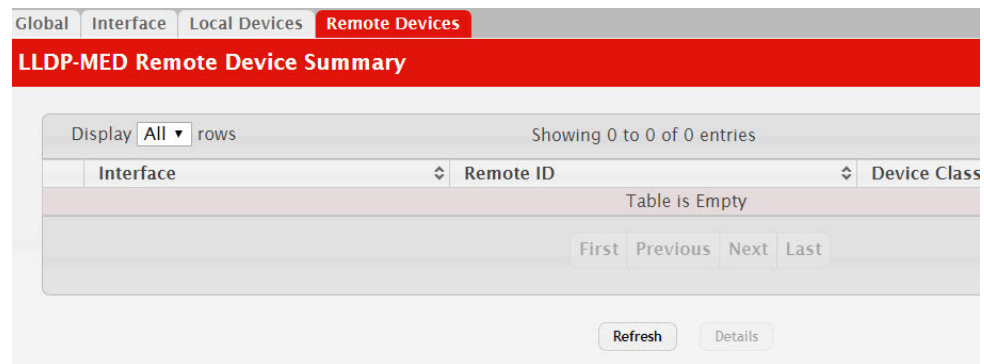 Global Interface Local Devices Remote Devices
LLDP-MED Remote Device Summary
Display All rows Showing 0 to 0 of 0 entries
Interface Remote ID Device Class
Table is Empty
First Previous Next Last
Refresh Details